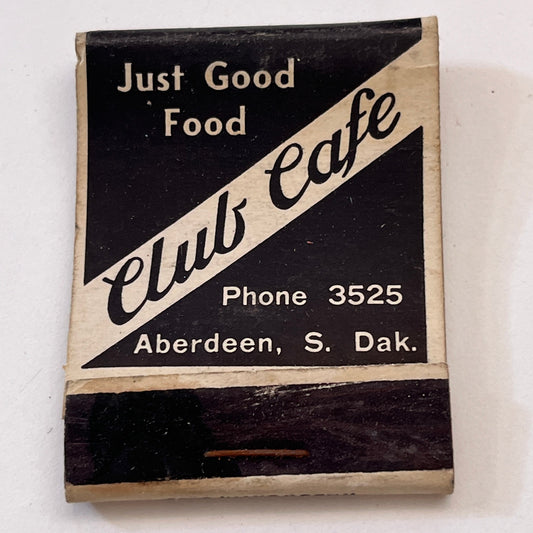 Just Good
Food
Club Cafe
Phone 3525
Aberdeen, S. Dak.